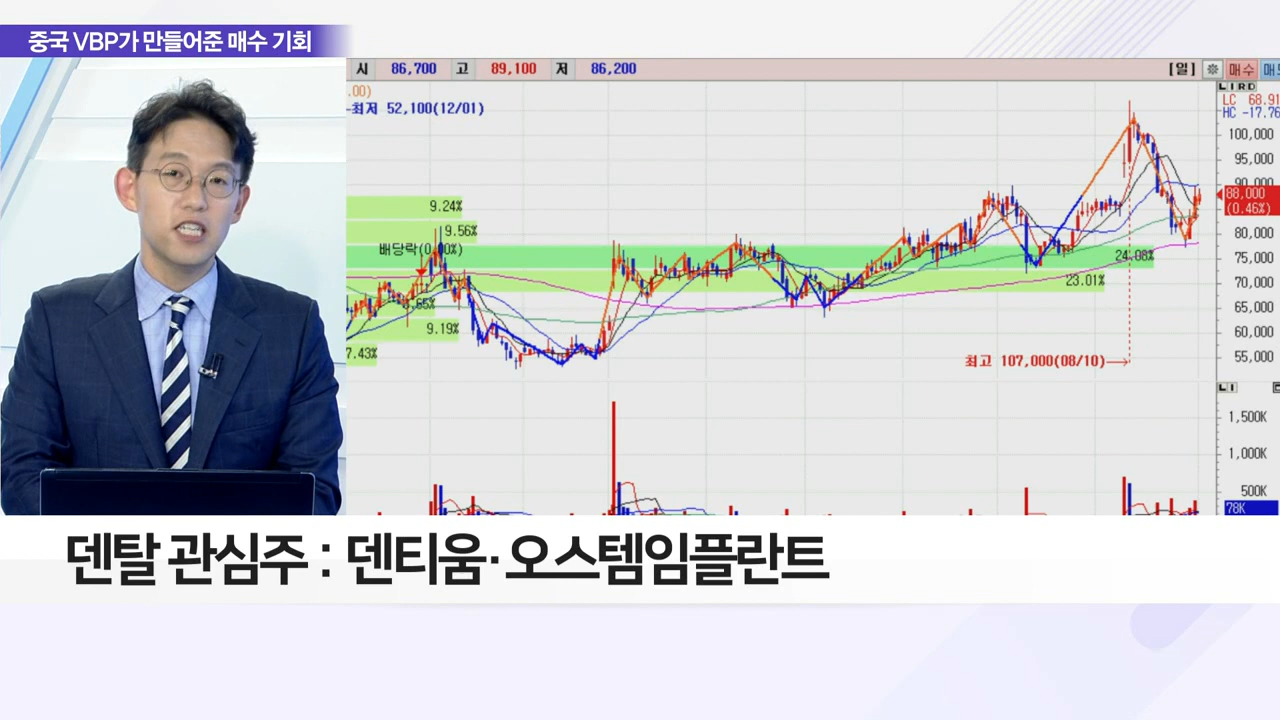 중국 VBP가 만들어준 매수 기회
시 86,700 고 89,100 저 86,200
[일] 매수
.00)
최저 52,100(12/01)
LC 68.91
HC -17.76
100,000
95,000
90,000
88,000
(0.46%)
80,000
75,000
70,000
65,000
60,000
55,000
9.24%
9.56%
배당락(0.00%)
24.08%
23.01%
8.65%
9.19%
7.43%
최고 107,000(08/10)
1,500K
1,000K
500K
78K
덴탈 관심주 : 덴티움·오스템임플란트